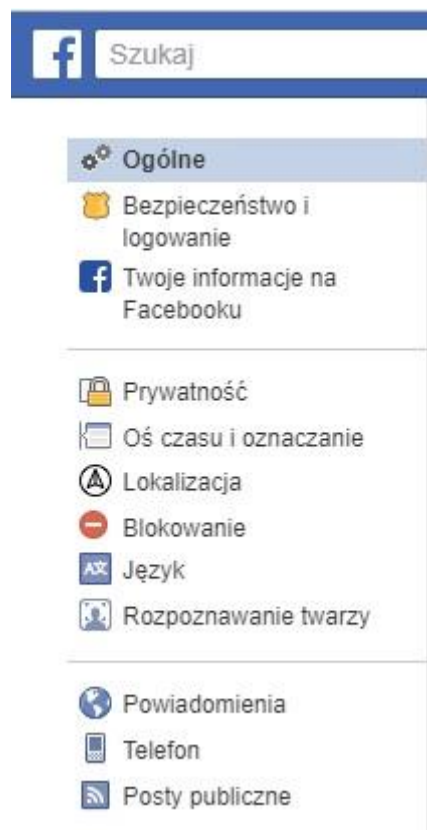 Szukaj
Ogólne
Bezpieczeństwo i
logowanie
Twoje informacje na
Facebooku
Prywatność
Oś czasu i oznaczanie
Lokalizacja
Blokowanie
Język
Rozpoznawanie twarzy
Powiadomienia
Telefon
Posty publiczne